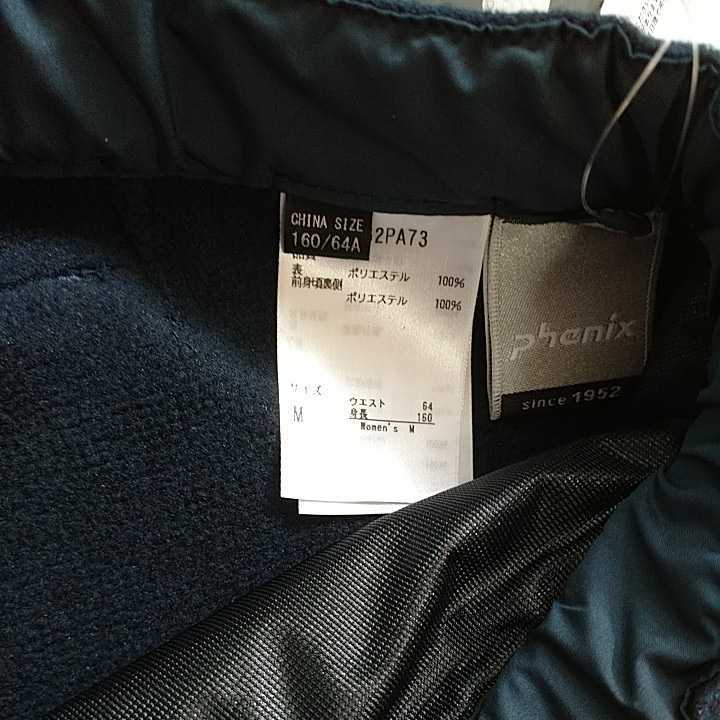 CHINA SIZE
160/64A
2PA73
品質
表 ポリエステル 100%
前身頃裏側
ポリエステル 100%
サイズ
M
ウエスト 64
身長 160
Women's M
phenix
since 1952